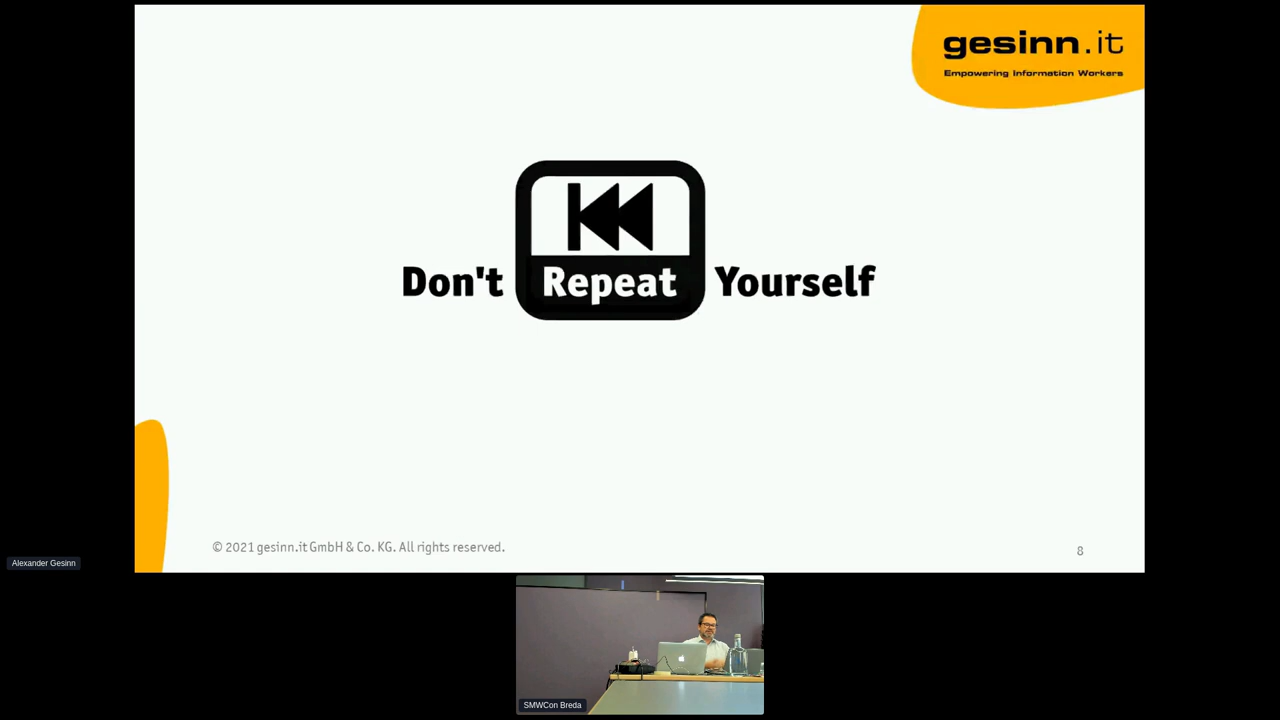 gesinn.it
Empowering Information Workers
Don't Repeat Yourself
© 2021 gesinn.it GmbH & Co. KG. All rights reserved.
8
Alexander Gesinn
SMWCon Breda